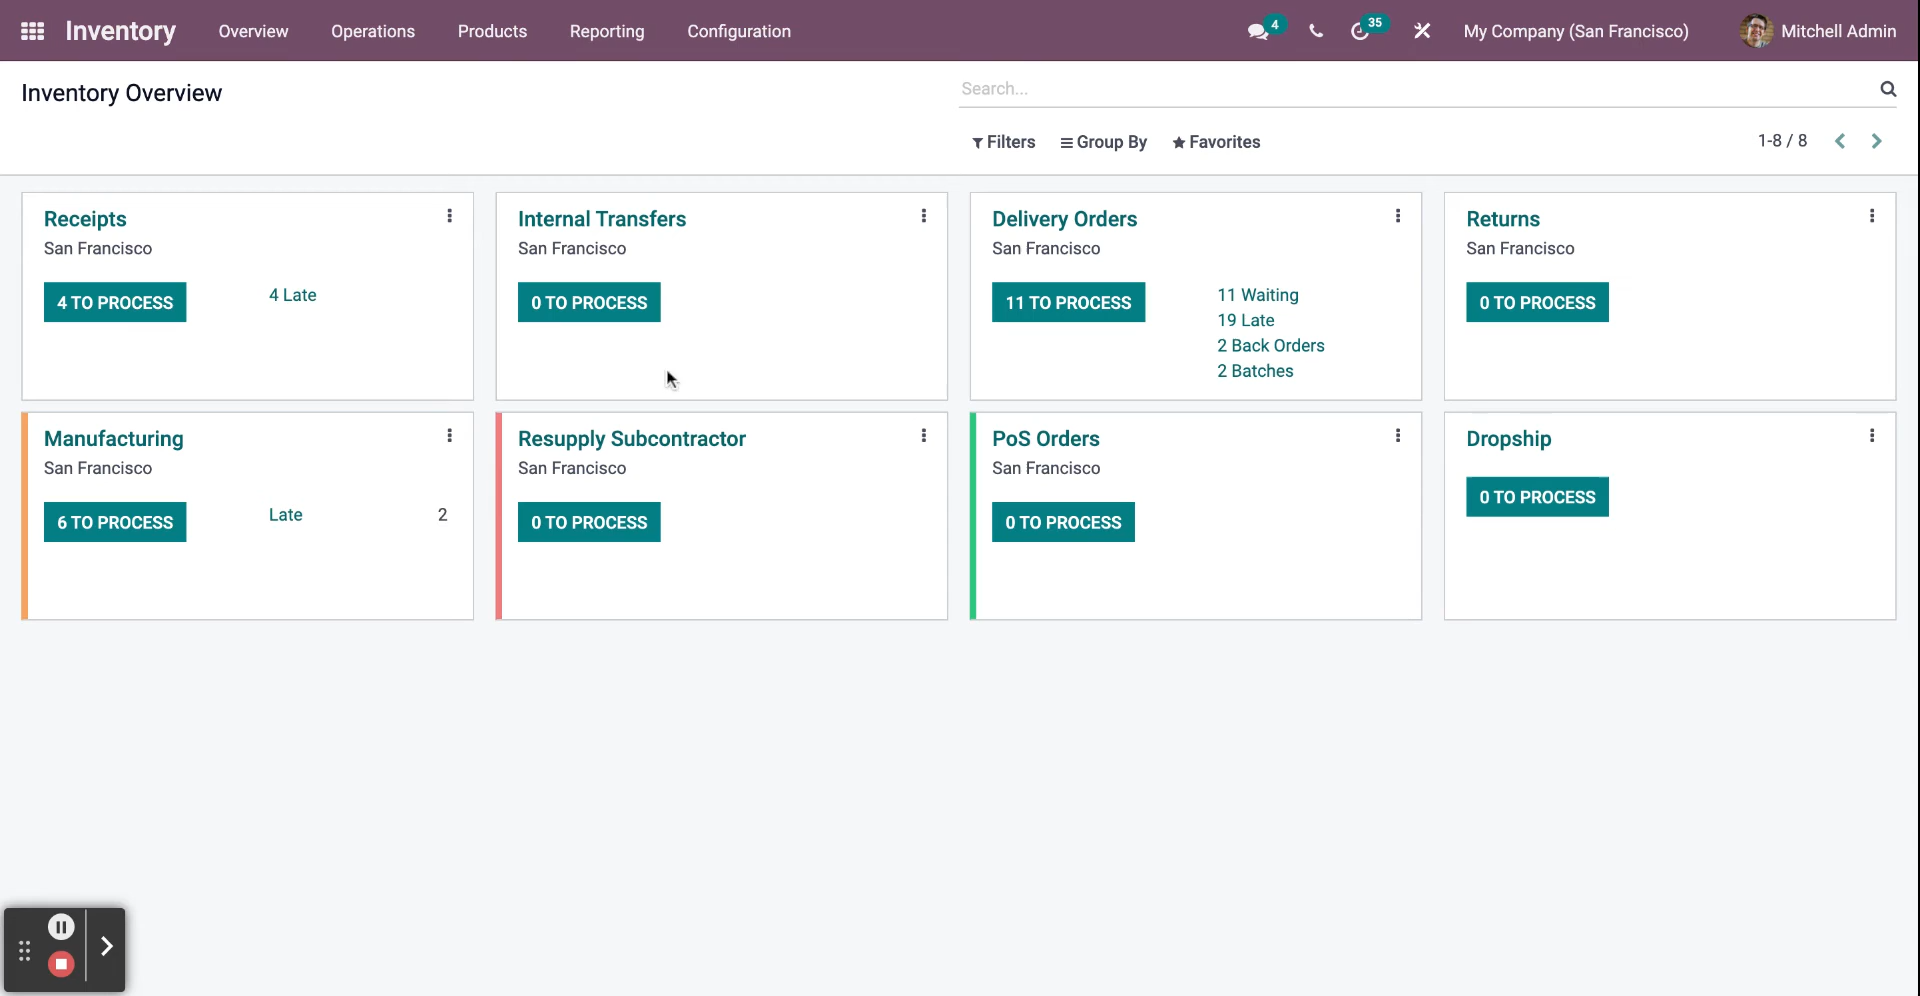 Inventory
Overview
Operations
Products
Reporting
Configuration
4
35
My Company (San Francisco)
Mitchell Admin
Inventory Overview
Search...
Filters
Group By
Favorites
1-8 / 8
Receipts
San Francisco
4 TO PROCESS
4 Late
Internal Transfers
San Francisco
0 TO PROCESS
Delivery Orders
San Francisco
11 TO PROCESS
11 Waiting
19 Late
2 Back Orders
2 Batches
Returns
San Francisco
0 TO PROCESS
Manufacturing
San Francisco
6 TO PROCESS
Late
2
Resupply Subcontractor
San Francisco
0 TO PROCESS
PoS Orders
San Francisco
0 TO PROCESS
Dropship
0 TO PROCESS